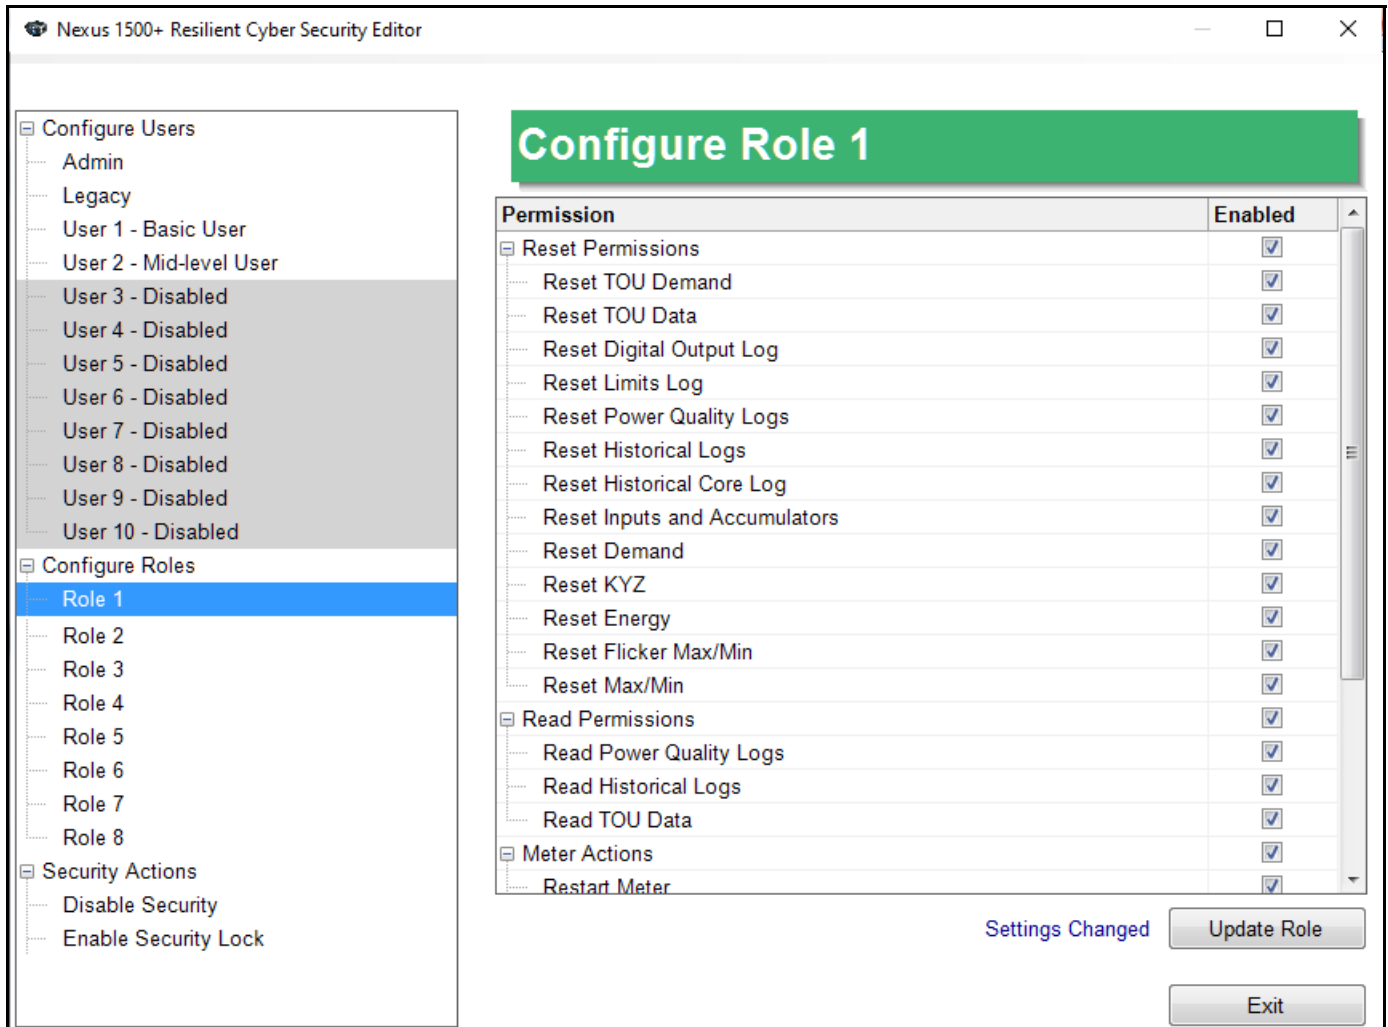 Nexus 1500+ Resilient Cyber Security Editor
Configure Users
Admin
Legacy
User 1 - Basic User
User 2 - Mid-level User
User 3 - Disabled
User 4 - Disabled
User 5 - Disabled
User 6 - Disabled
User 7 - Disabled
User 8 - Disabled
User 9 - Disabled
User 10 - Disabled
Configure Roles
Role 1
Role 2
Role 3
Role 4
Role 5
Role 6
Role 7
Role 8
Security Actions
Disable Security
Enable Security Lock
Configure Role 1
Permission Enabled
Reset Permissions
Reset TOU Demand
Reset TOU Data
Reset Digital Output Log
Reset Limits Log
Reset Power Quality Logs
Reset Historical Logs
Reset Historical Core Log
Reset Inputs and Accumulators
Reset Demand
Reset KYZ
Reset Energy
Reset Flicker Max/Min
Reset Max/Min
Read Permissions
Read Power Quality Logs
Read Historical Logs
Read TOU Data
Meter Actions
Restart Meter
Settings Changed Update Role
Exit